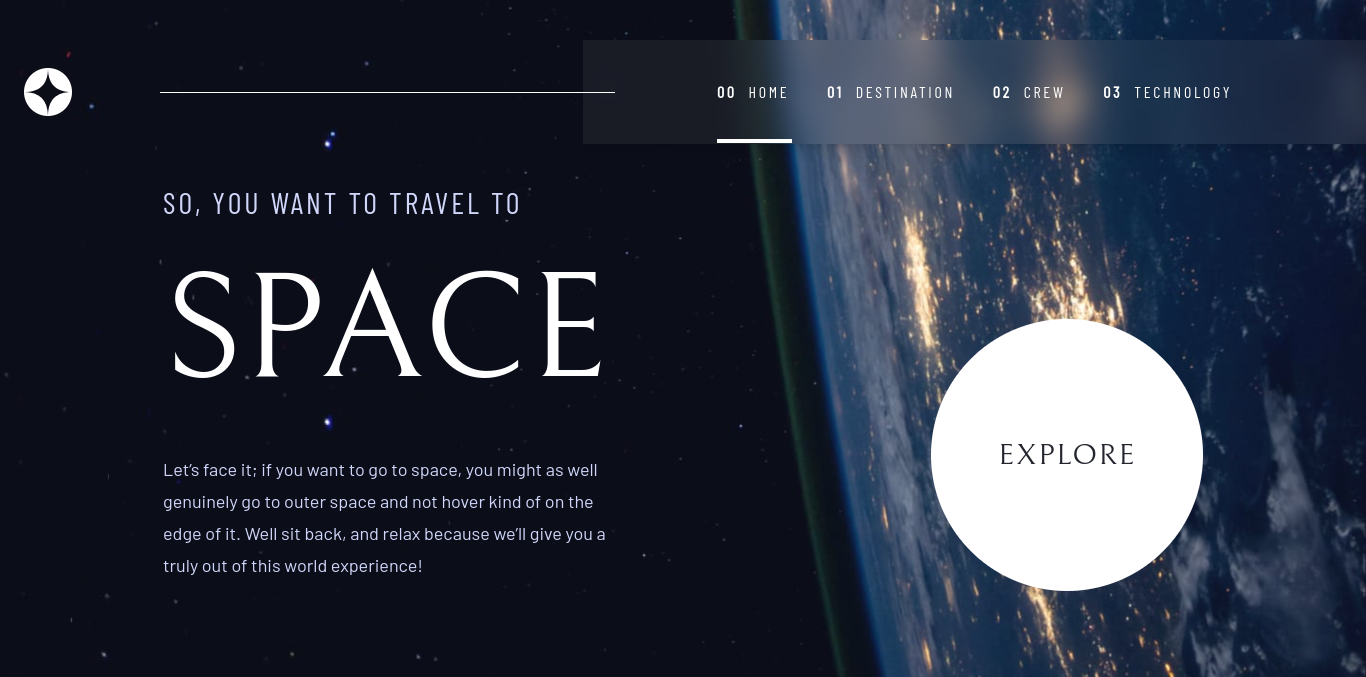 00 HOME 01 DESTINATION 02 CREW 03 TECHNOLOGY
SO, YOU WANT TO TRAVEL TO
SPACE
Let’s face it; if you want to go to space, you might as well
genuinely go to outer space and not hover kind of on the
edge of it. Well sit back, and relax because we’ll give you a
truly out of this world experience!
EXPLORE